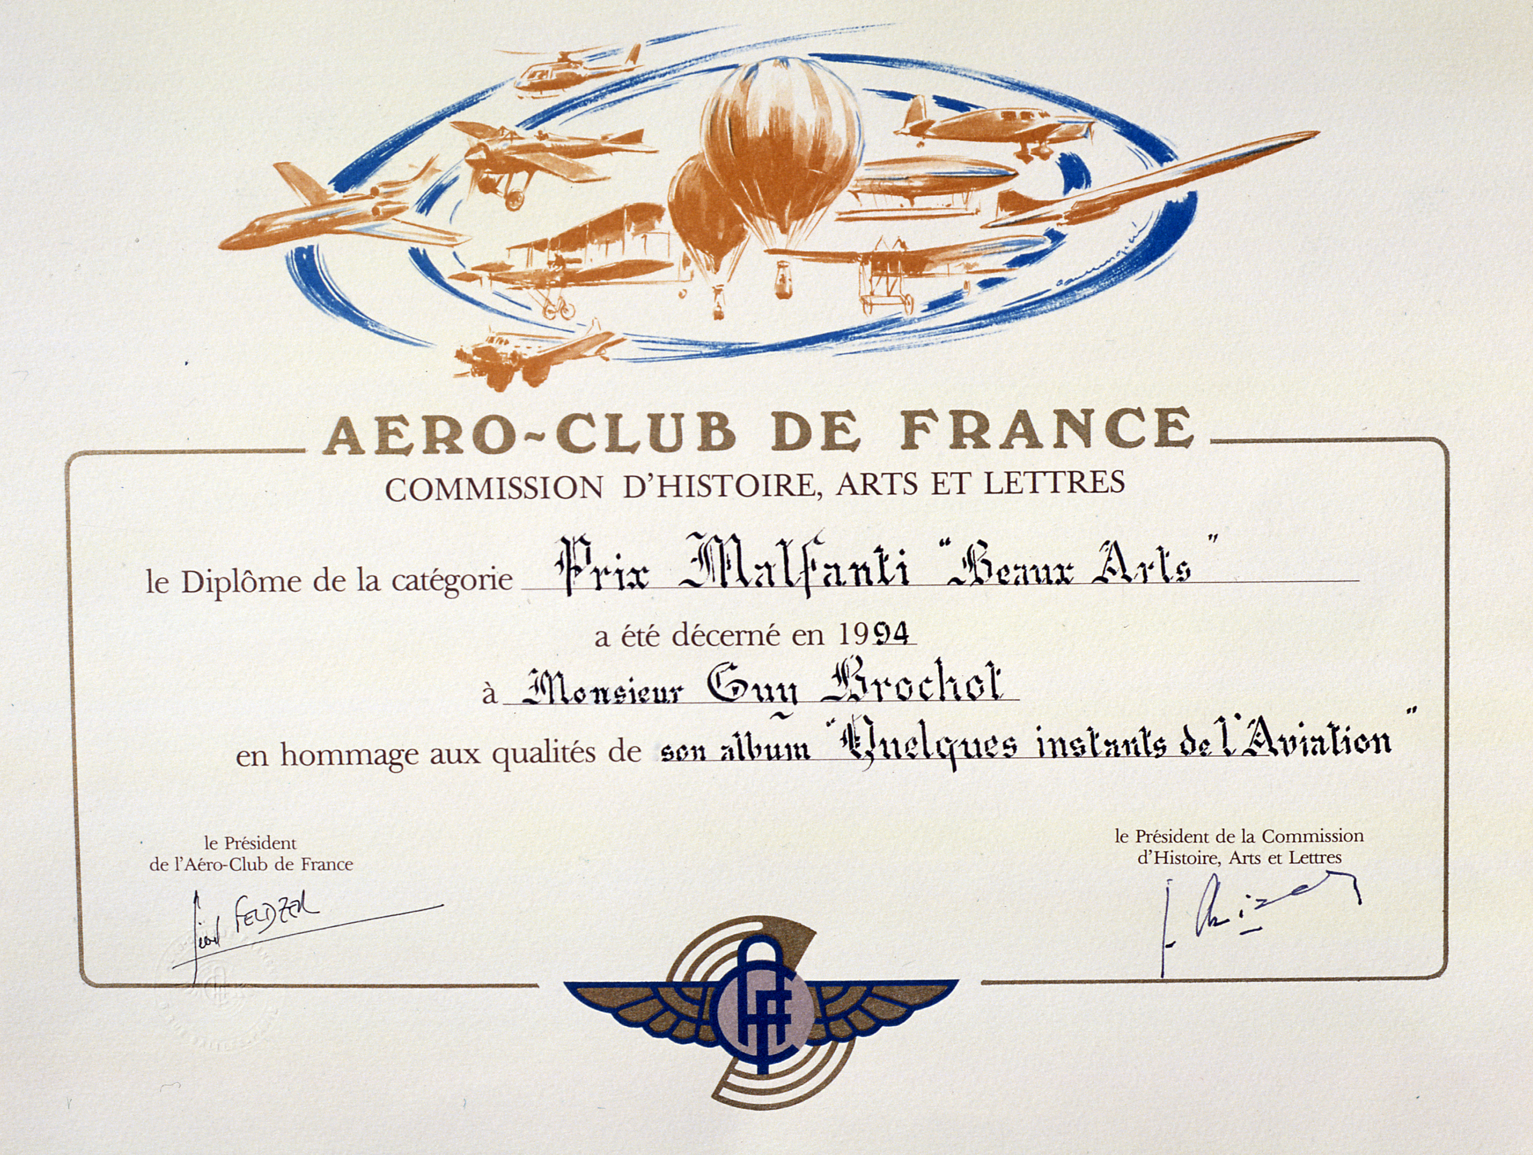 AERO-CLUB DE FRANCE
COMMISSION D'HISTOIRE, ARTS ET LETTRES
le Diplôme de la catégorie Prix Malfanti "Beaux Arts"
a été décerné en 1994
à Monsieur Guy Brochot
en hommage aux qualités de son album "Quelques instants de l'Aviation"
le Président
de l'Aéro-Club de France
FELDZER
le Président de la Commission
d'Histoire, Arts et Lettres